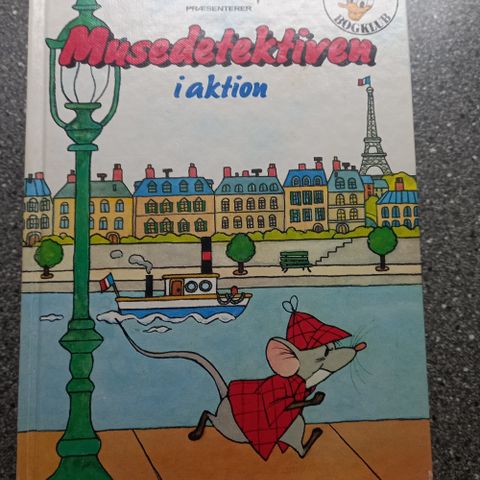 PRÆSENTERER
Musedetektiven
i aktion
BOGKLUB